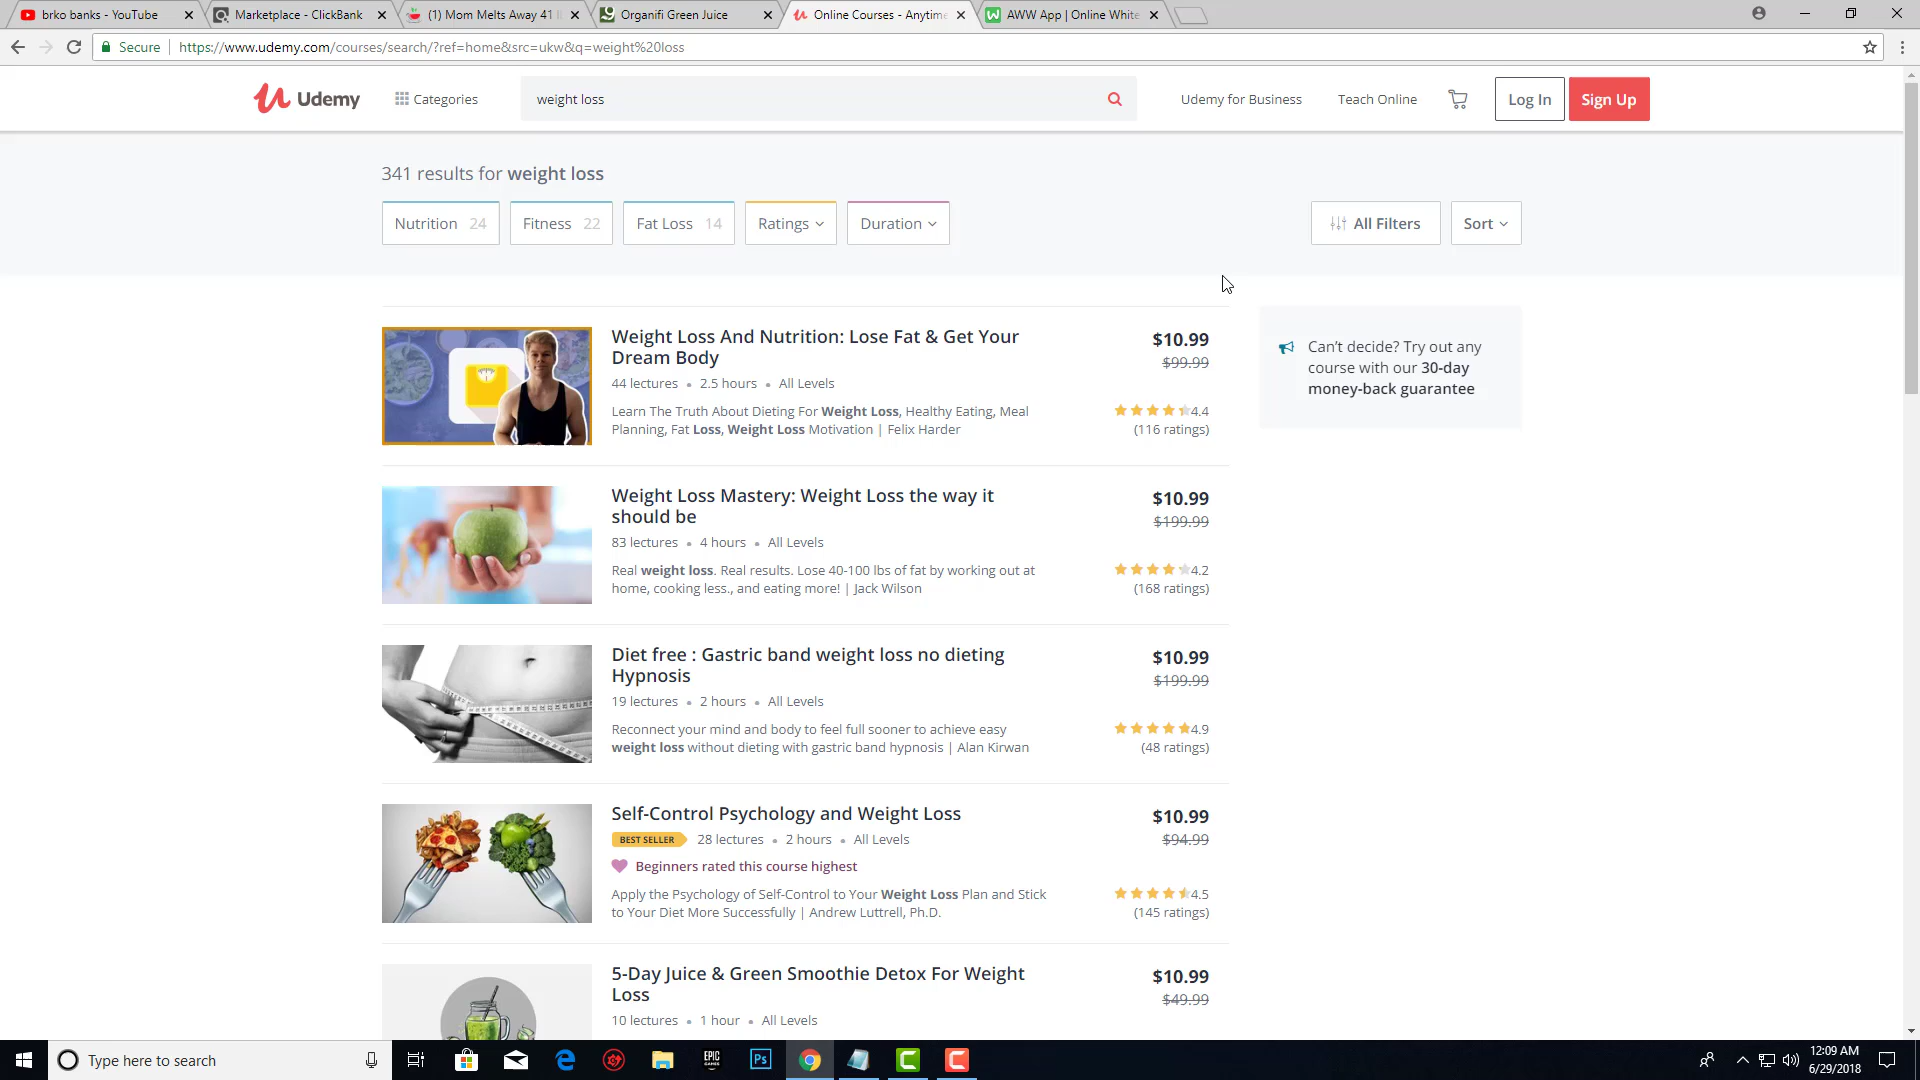 brko banks - YouTube
Marketplace - ClickBank
(1) Mom Melts Away 41
Organifi Green Juice
Online Courses - Anytim
AWW App | Online White
Secure
https://www.udemy.com/courses/search/?ref=home&src=ukw&q=weight%20loss
Udemy
Categories
weight loss
Udemy for Business
Teach Online
Log In
Sign Up
341 results for weight loss
Nutrition 24
Fitness 22
Fat Loss 14
Ratings
Duration
All Filters
Sort
Weight Loss And Nutrition: Lose Fat & Get Your
Dream Body
$10.99
$99.99
44 lectures • 2.5 hours • All Levels
Learn The Truth About Dieting For Weight Loss, Healthy Eating, Meal
Planning, Fat Loss, Weight Loss Motivation | Felix Harder
4.4
(116 ratings)
Can't decide? Try out any
course with our 30-day
money-back guarantee
Weight Loss Mastery: Weight Loss the way it
should be
$10.99
$199.99
83 lectures • 4 hours • All Levels
Real weight loss. Real results. Lose 40-100 lbs of fat by working out at
home, cooking less., and eating more! | Jack Wilson
4.2
(168 ratings)
Diet free : Gastric band weight loss no dieting
Hypnosis
$10.99
$199.99
19 lectures • 2 hours • All Levels
Reconnect your mind and body to feel full sooner to achieve easy
weight loss without dieting with gastric band hypnosis | Alan Kirwan
4.9
(48 ratings)
Self-Control Psychology and Weight Loss
$10.99
$94.99
BEST SELLER 28 lectures • 2 hours • All Levels
Beginners rated this course highest
Apply the Psychology of Self-Control to Your Weight Loss Plan and Stick
to Your Diet More Successfully | Andrew Luttrell, Ph.D.
4.5
(145 ratings)
5-Day Juice & Green Smoothie Detox For Weight
Loss
$10.99
$49.99
10 lectures • 1 hour • All Levels
Type here to search
EPIC
GAMES
Ps
12:09 AM
6/29/2018